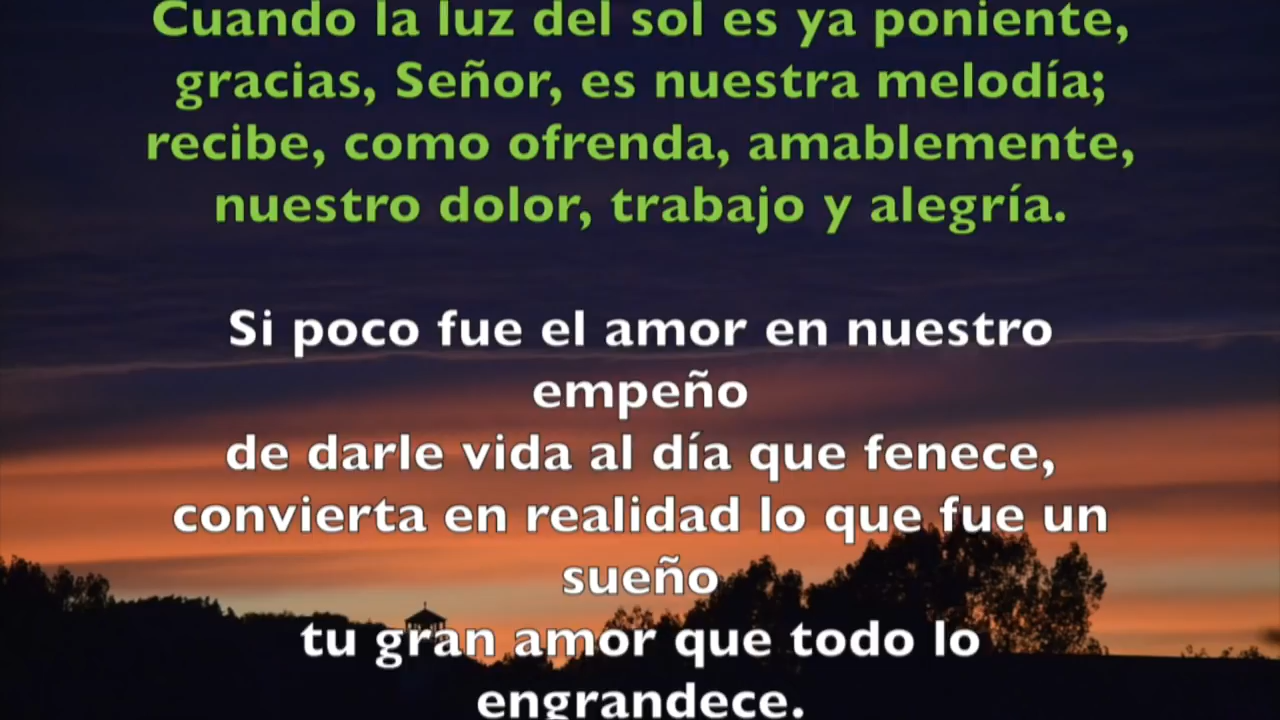 Cuando la luz del sol es ya poniente,
gracias, Señor, es nuestra melodía;
recibe, como ofrenda, amablemente,
nuestro dolor, trabajo y alegría.
Si poco fue el amor en nuestro
empeño
de darle vida al día que fenece,
convierta en realidad lo que fue un
sueño
tu gran amor que todo lo
engrandece.